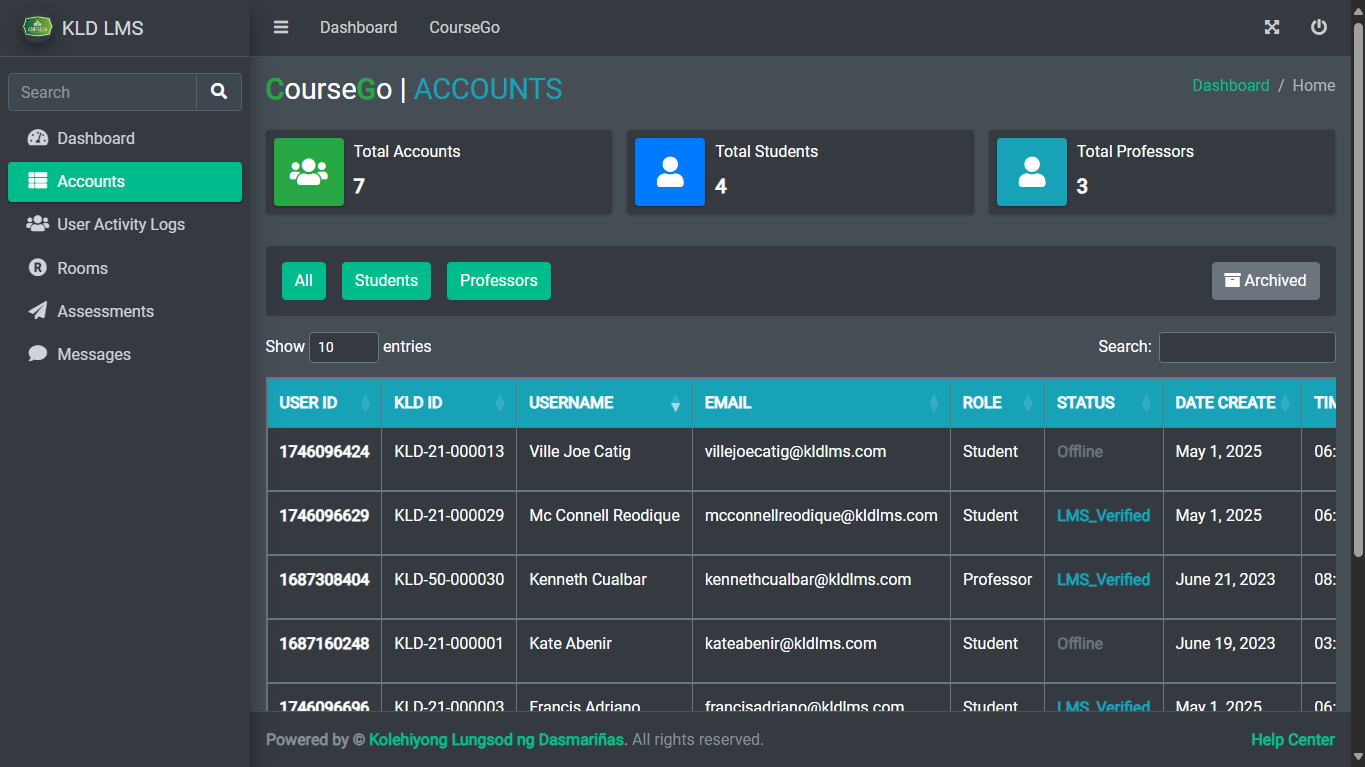 KLD LMS
Dashboard CourseGo
Search
Dashboard
Accounts
User Activity Logs
Rooms
Assessments
Messages
CourseGo | ACCOUNTS
Dashboard / Home
Total Accounts
7
Total Students
4
Total Professors
3
All Students Professors Archived
Show 10 entries Search:
USER ID KLD ID USERNAME EMAIL ROLE STATUS DATE CREATE TIM
1746096424 KLD-21-000013 Ville Joe Catig villejoecatig@kldlms.com Student Offline May 1, 2025 06:
1746096629 KLD-21-000029 Mc Connell Reodique mcconnellreodique@kldlms.com Student LMS_Verified May 1, 2025 06:
1687308404 KLD-50-000030 Kenneth Cualbar kennethcualbar@kldlms.com Professor LMS_Verified June 21, 2023 08:
1687160248 KLD-21-000001 Kate Abenir kateabenir@kldlms.com Student Offline June 19, 2023 03:
1746096696 KLD-21-000003 Francis Adriano francisadriano@kldlms.com Student LMS_Verified May 1, 2025 06:
Powered by © Kolehiyong Lungsod ng Dasmariñas. All rights reserved. Help Center